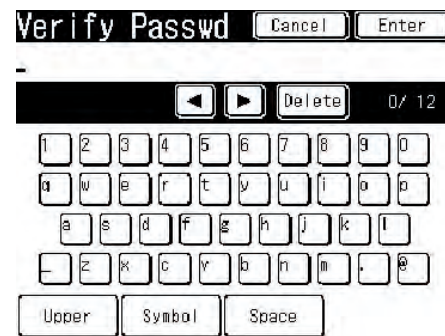 Verify Passwd Cancel Enter
_
◄ ► Delete 0/ 12
1 2 3 4 5 6 7 8 9 0
q w e r t y u i o p
a s d f g h j k l
_ z x c v b n m . @
Upper Symbol Space